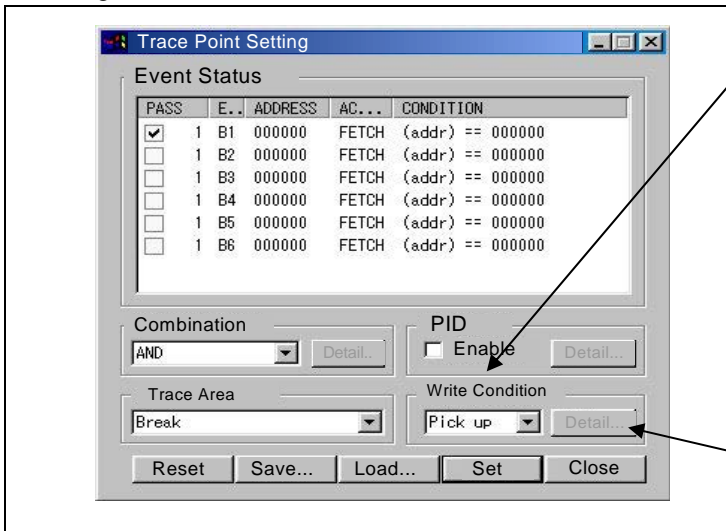 Trace Point Setting
Event Status
PASS E.. ADDRESS AC... CONDITION
1 B1 000000 FETCH (addr) == 000000
1 B2 000000 FETCH (addr) == 000000
1 B3 000000 FETCH (addr) == 000000
1 B4 000000 FETCH (addr) == 000000
1 B5 000000 FETCH (addr) == 000000
1 B6 000000 FETCH (addr) == 000000
Combination
AND Detail..
PID
Enable Detail...
Trace Area
Break
Write Condition
Pick up Detail...
Reset Save... Load... Set Close